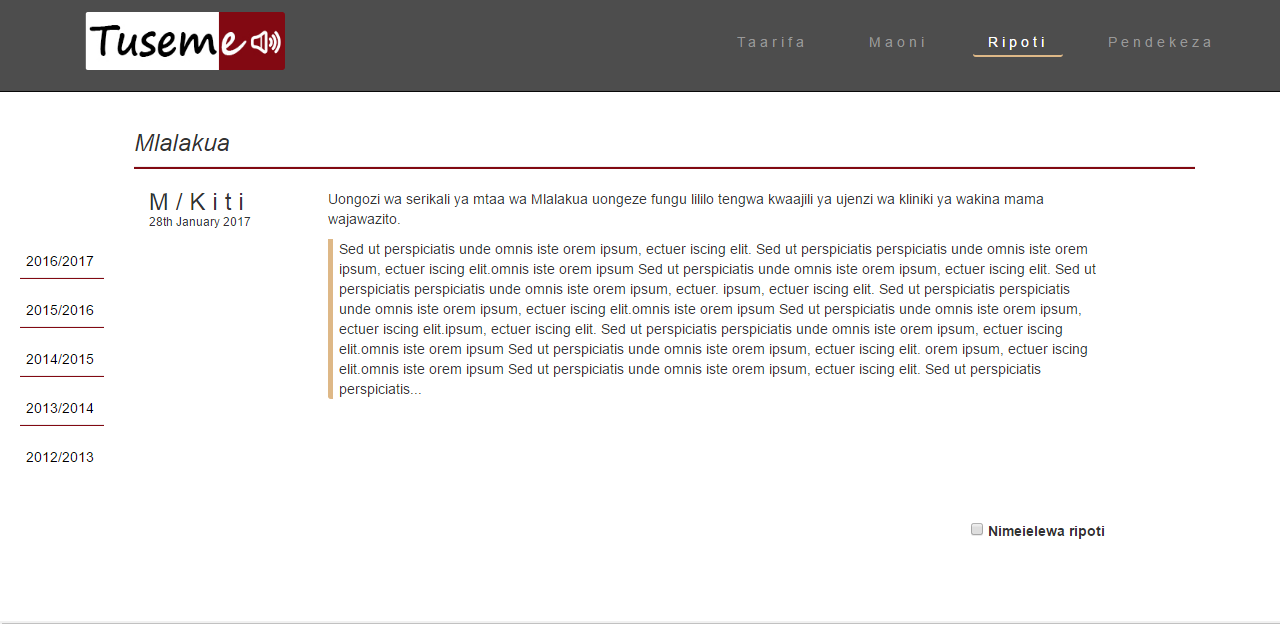 Tuseme
Taarifa
Maoni
Ripoti
Pendekeza
Mlalakua
M/Kiti
28th January 2017
Uongozi wa serikali ya mtaa wa Mlalakua uongeze fungu lililo tengwa kwaajili ya ujenzi wa kliniki ya wakina mama
wajawazito.
Sed ut perspiciatis unde omnis iste orem ipsum, ectuer iscing elit. Sed ut perspiciatis perspiciatis unde omnis iste orem
ipsum, ectuer iscing elit.omnis iste orem ipsum Sed ut perspiciatis unde omnis iste orem ipsum, ectuer iscing elit. Sed ut
perspiciatis perspiciatis unde omnis iste orem ipsum, ectuer. ipsum, ectuer iscing elit. Sed ut perspiciatis perspiciatis
unde omnis iste orem ipsum, ectuer iscing elit.omnis iste orem ipsum Sed ut perspiciatis unde omnis iste orem ipsum,
ectuer iscing elit.ipsum, ectuer iscing elit. Sed ut perspiciatis perspiciatis unde omnis iste orem ipsum, ectuer iscing
elit.omnis iste orem ipsum Sed ut perspiciatis unde omnis iste orem ipsum, ectuer iscing elit. orem ipsum, ectuer iscing
elit.omnis iste orem ipsum Sed ut perspiciatis unde omnis iste orem ipsum, ectuer iscing elit. Sed ut perspiciatis
perspiciatis...
2016/2017
2015/2016
2014/2015
2013/2014
2012/2013
Nimeielewa ripoti